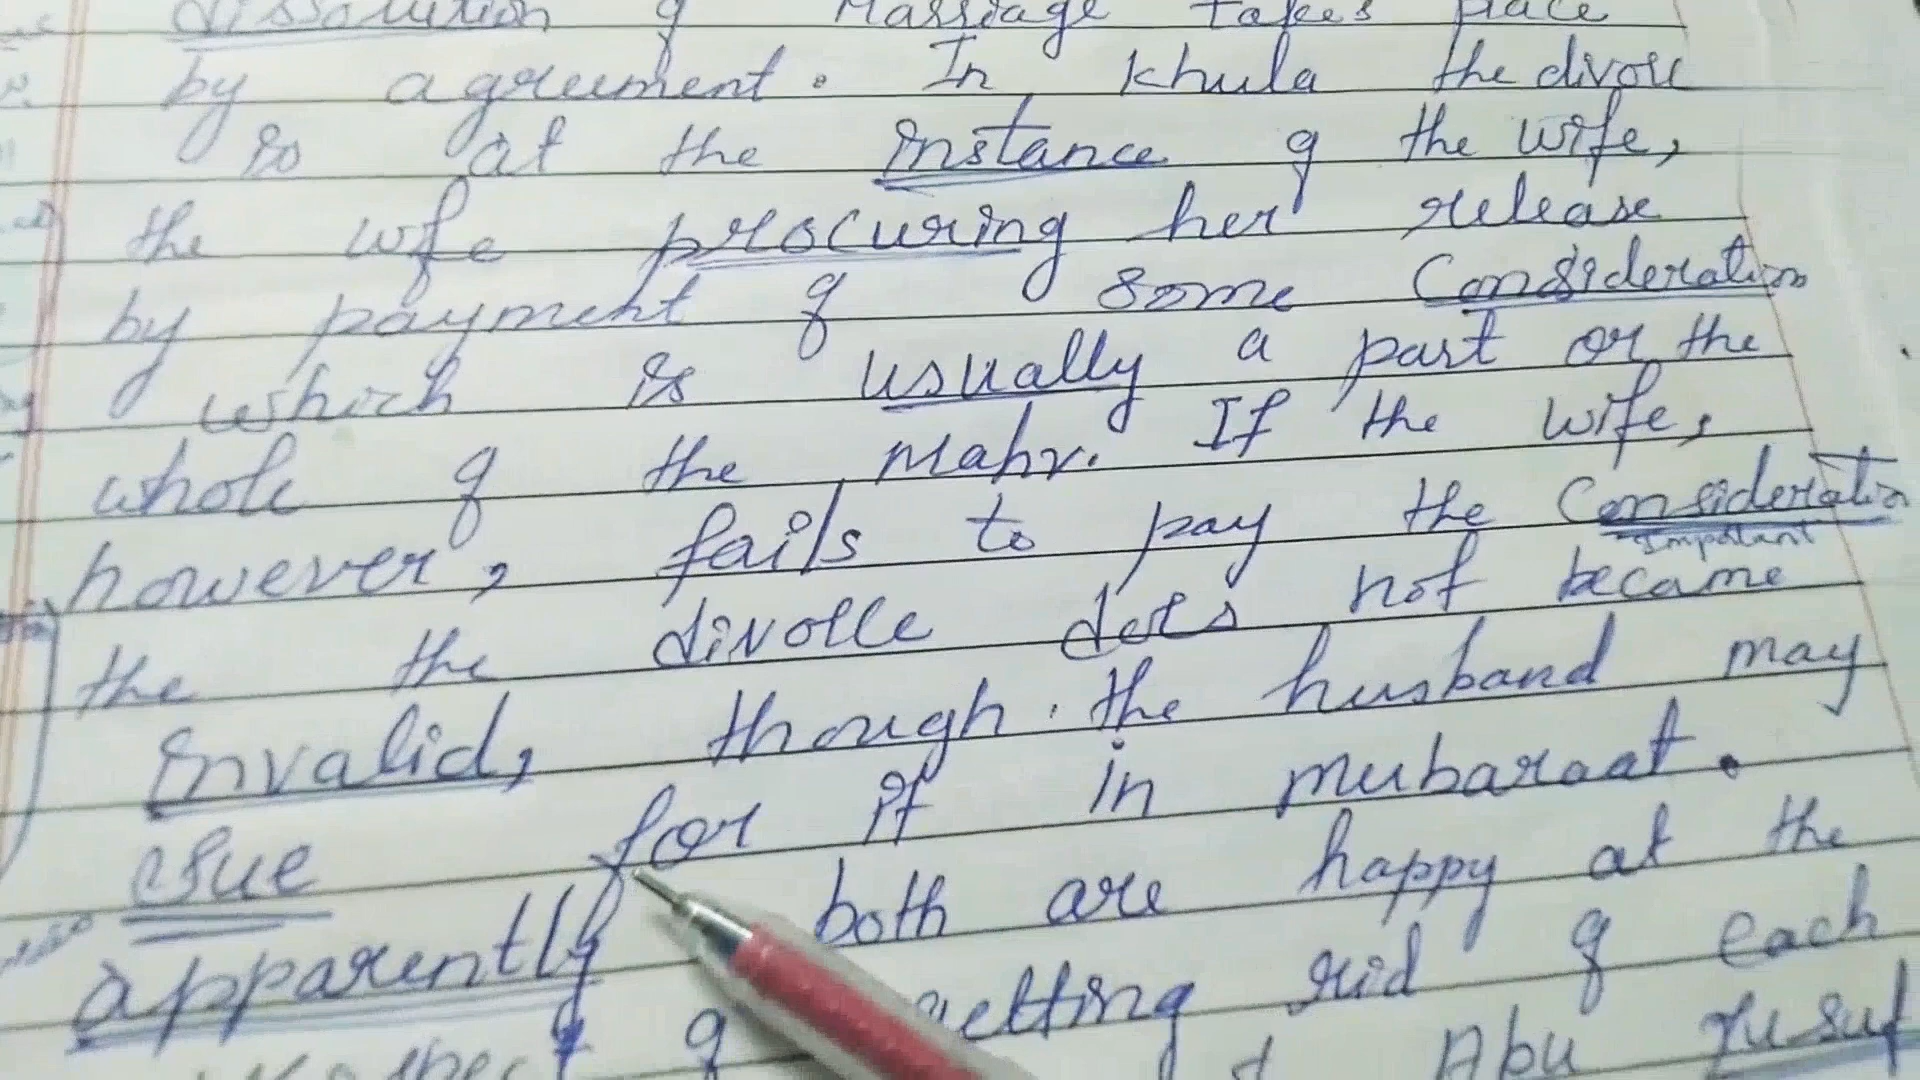 dissolution of Marriage takes place
by agreement. In khula the divorce
is at the instance of the wife,
the wife procuring her release
by payment of some Consideration
which is usually a part or the
whole of the Mahr. If the wife,
however, fails to pay the Consideration
Important
the the divorce does not became
invalid, though the husband may
sue for it in mubaraat.
apparently both are happy at the
of getting rid of each
Abu Yusuf